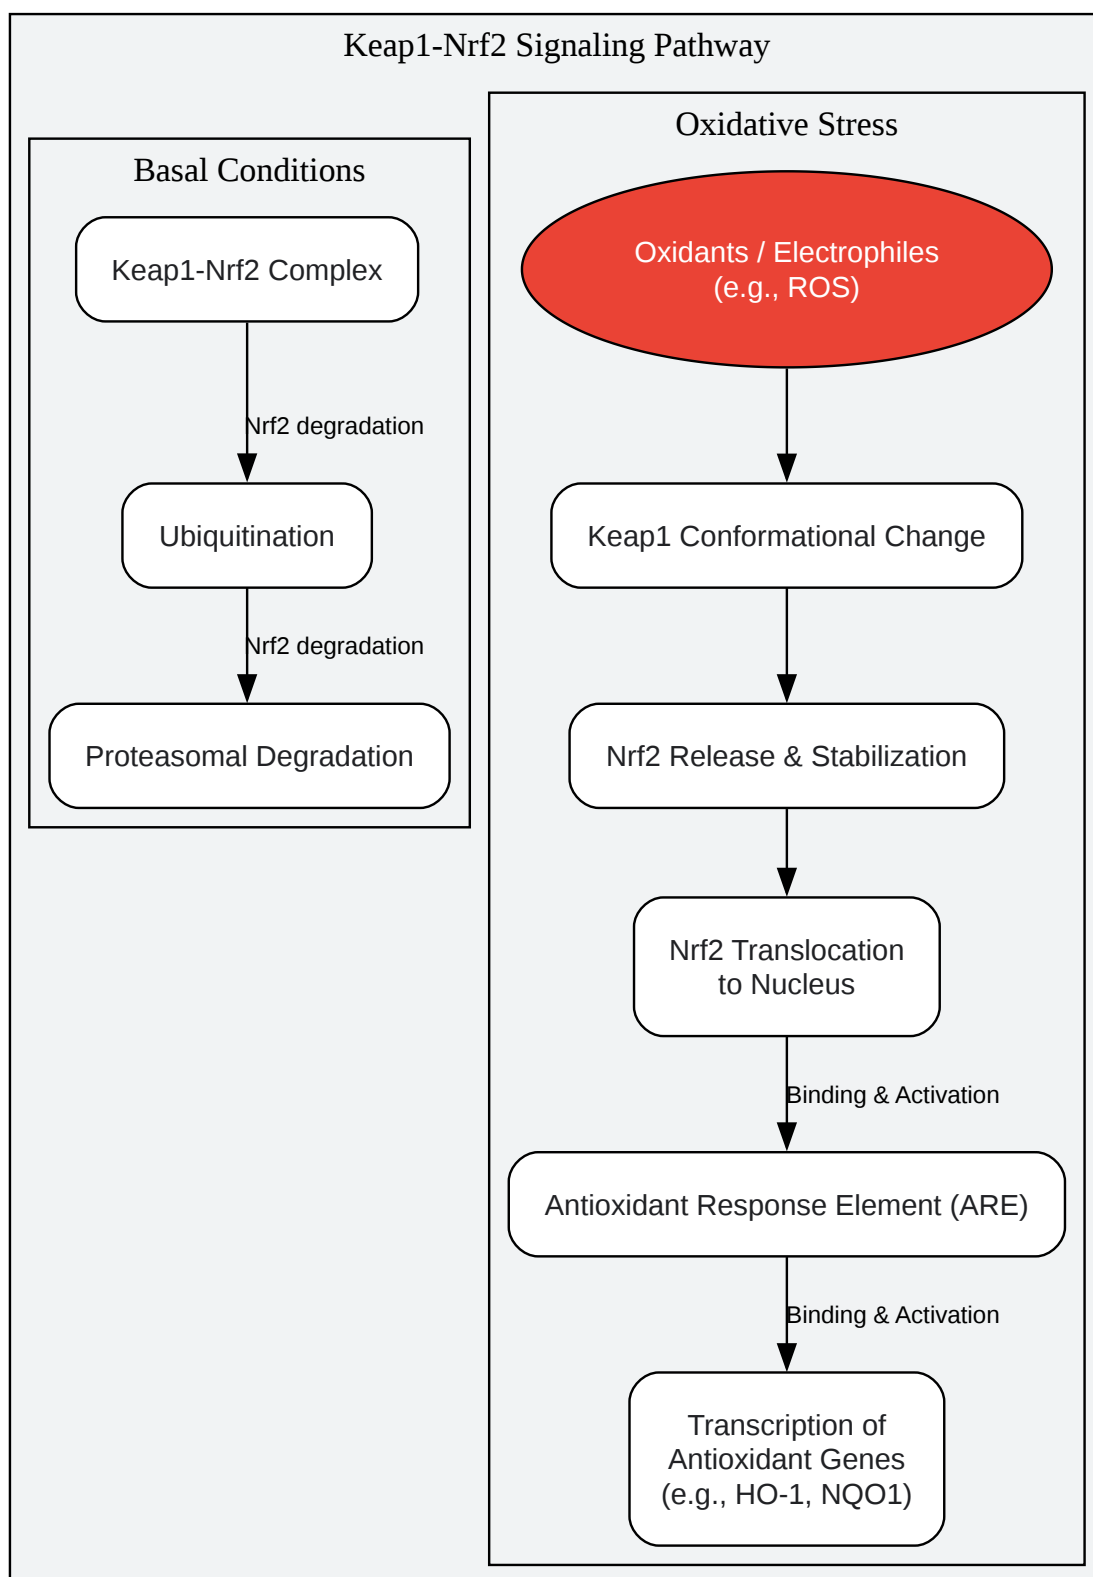 Keap1-Nrf2 Signaling Pathway
Basal Conditions
Keap1-Nrf2 Complex
Nrf2 degradation
Ubiquitination
Nrf2 degradation
Proteasomal Degradation
Oxidative Stress
Oxidants / Electrophiles
(e.g., ROS)
Keap1 Conformational Change
Nrf2 Release & Stabilization
Nrf2 Translocation
to Nucleus
Binding & Activation
Antioxidant Response Element (ARE)
Binding & Activation
Transcription of
Antioxidant Genes
(e.g., HO-1, NQO1)